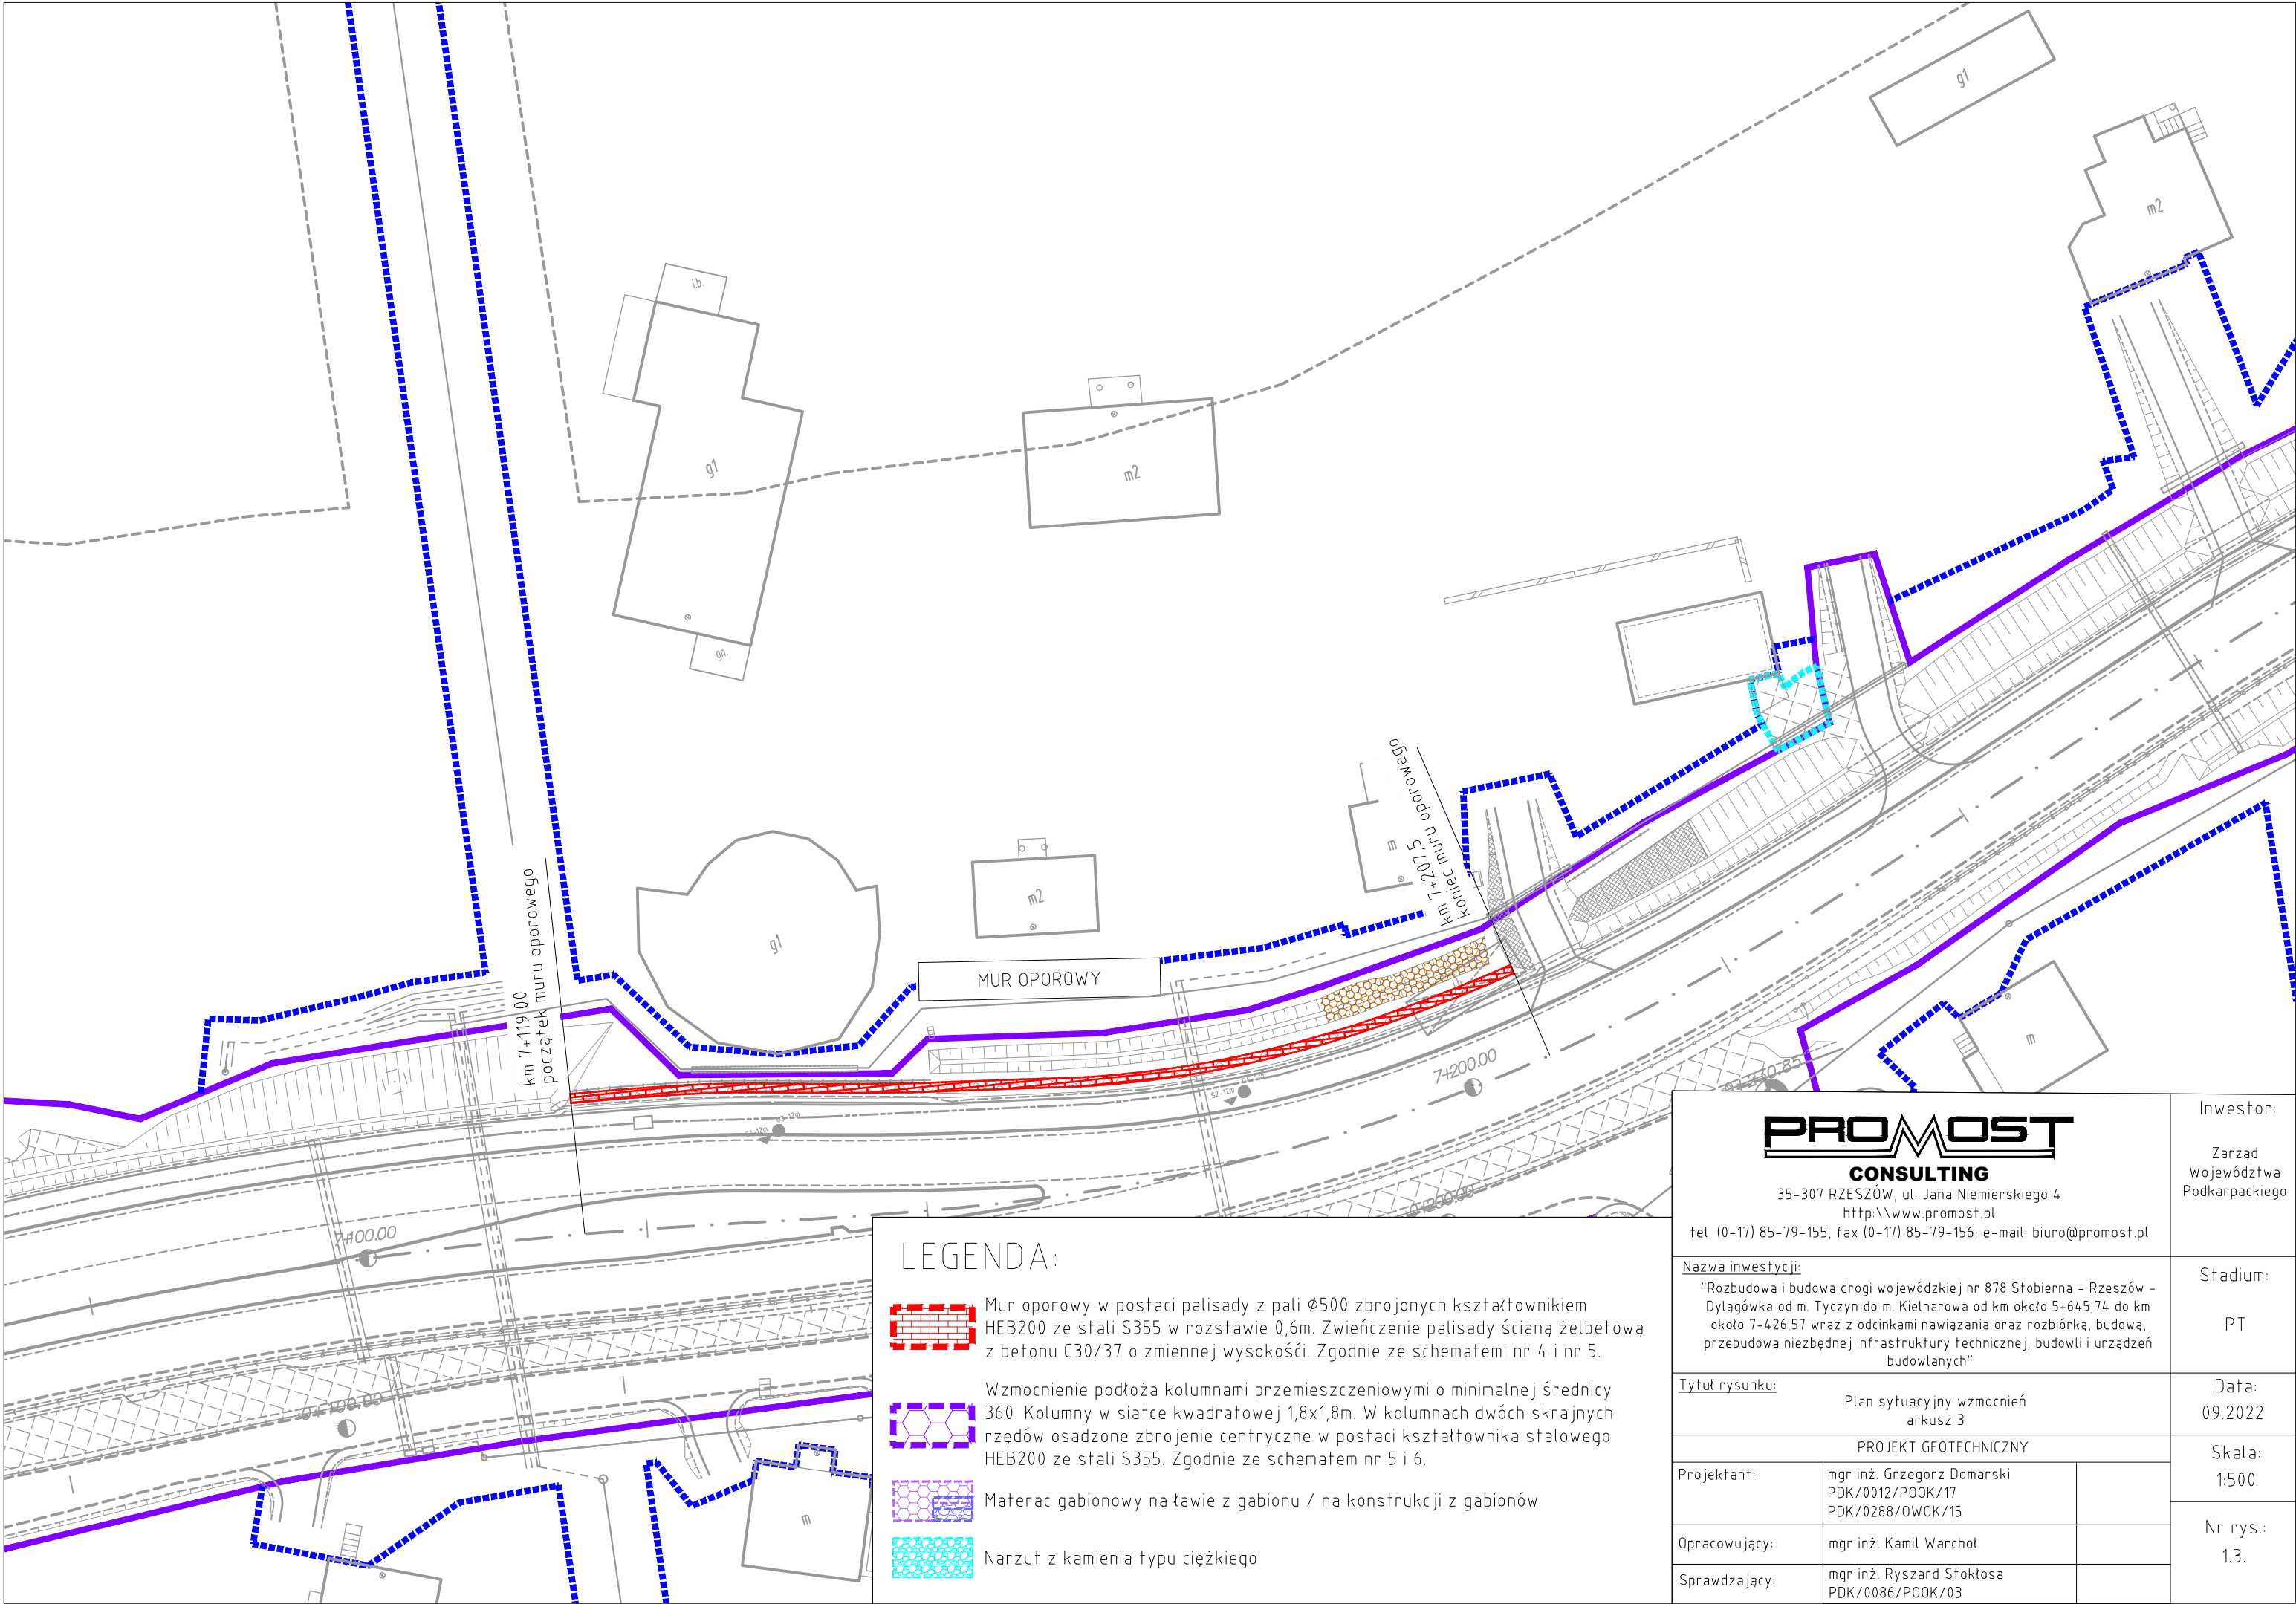 g1
m2
i.b.
g1
m2
gn.
km 7+207,5
koniec muru oporowego
m
km 7+119,00
początek muru oporowego
g1
m2
MUR OPOROWY
m
7+200.00
S2-12m
7+100.00
0+200.00
0+100.00
m
LEGENDA:
Mur oporowy w postaci palisady z pali Ø500 zbrojonych kształtownikiem
HEB200 ze stali S355 w rozstawie 0,6m. Zwieńczenie palisady ścianą żelbetową
z betonu C30/37 o zmiennej wysokośći. Zgodnie ze schematemi nr 4 i nr 5.
Wzmocnienie podłoża kolumnami przemieszczeniowymi o minimalnej średnicy
360. Kolumny w siatce kwadratowej 1,8x1,8m. W kolumnach dwóch skrajnych
rzędów osadzone zbrojenie centryczne w postaci kształtownika stalowego
HEB200 ze stali S355. Zgodnie ze schematem nr 5 i 6.
Materac gabionowy na ławie z gabionu / na konstrukcji z gabionów
Narzut z kamienia typu ciężkiego
PROMOST
CONSULTING
35-307 RZESZÓW, ul. Jana Niemierskiego 4
http:\\www.promost.pl
tel. (0-17) 85-79-155, fax (0-17) 85-79-156; e-mail: biuro@promost.pl
Inwestor:
Zarząd
Województwa
Podkarpackiego
Nazwa inwestycji:
"Rozbudowa i budowa drogi wojewódzkiej nr 878 Stobierna - Rzeszów -
Dylągówka od m. Tyczyn do m. Kielnarowa od km około 5+645,74 do km
około 7+426,57 wraz z odcinkami nawiązania oraz rozbiórką, budową,
przebudową niezbędnej infrastruktury technicznej, budowli i urządzeń
budowlanych"
Stadium:
PT
Tytuł rysunku:
Plan sytuacyjny wzmocnień
arkusz 3
Data:
09.2022
PROJEKT GEOTECHNICZNY
Skala:
1:500
Projektant:
mgr inż. Grzegorz Domarski
PDK/0012/POOK/17
PDK/0288/OWOK/15
Opracowujący:
mgr inż. Kamil Warchoł
Nr rys.:
1.3.
Sprawdzający:
mgr inż. Ryszard Stokłosa
PDK/0086/POOK/03